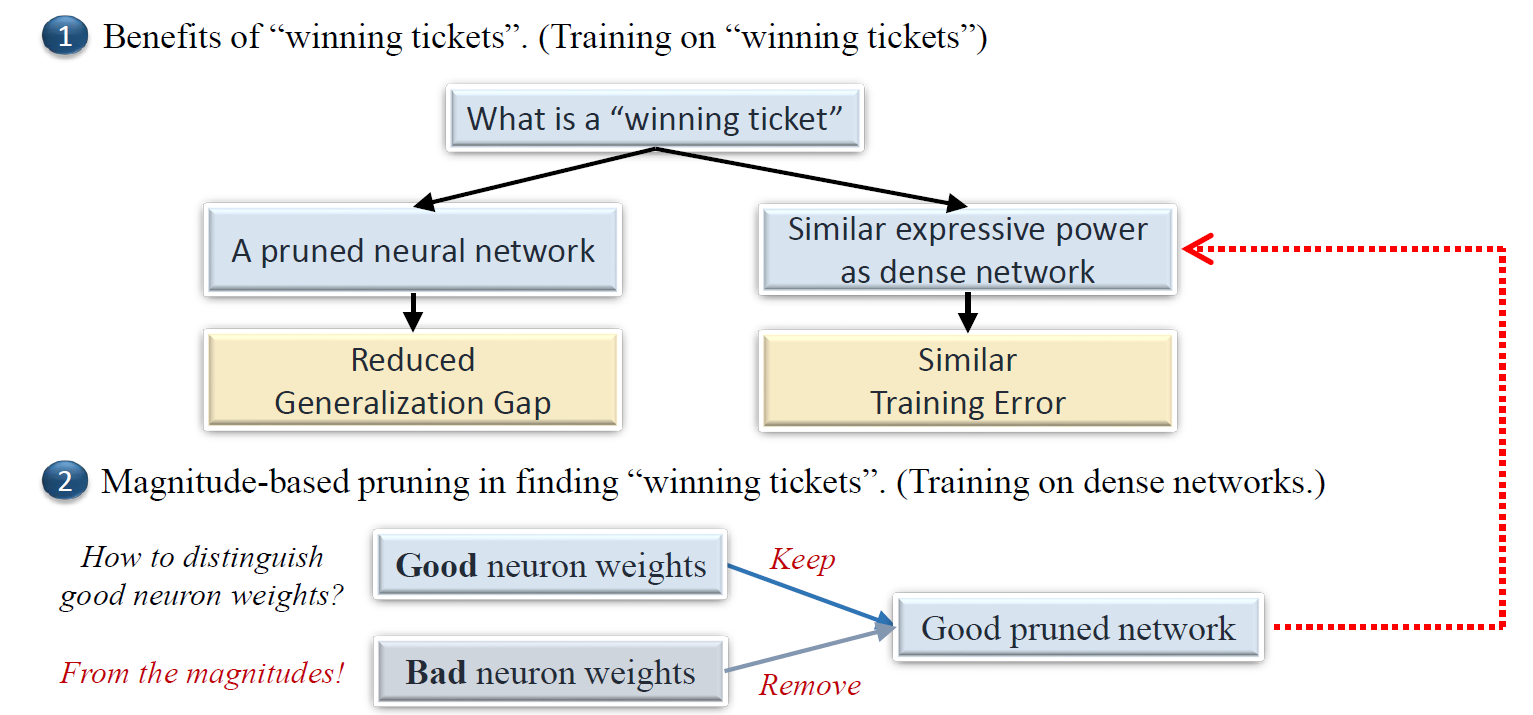 1 Benefits of “winning tickets”. (Training on “winning tickets”)
What is a “winning ticket”
A pruned neural network
Similar expressive power
as dense network
Reduced
Generalization Gap
Similar
Training Error
2 Magnitude-based pruning in finding “winning tickets”. (Training on dense networks.)
How to distinguish
good neuron weights?
From the magnitudes!
Good neuron weights
Bad neuron weights
Keep
Remove
Good pruned network